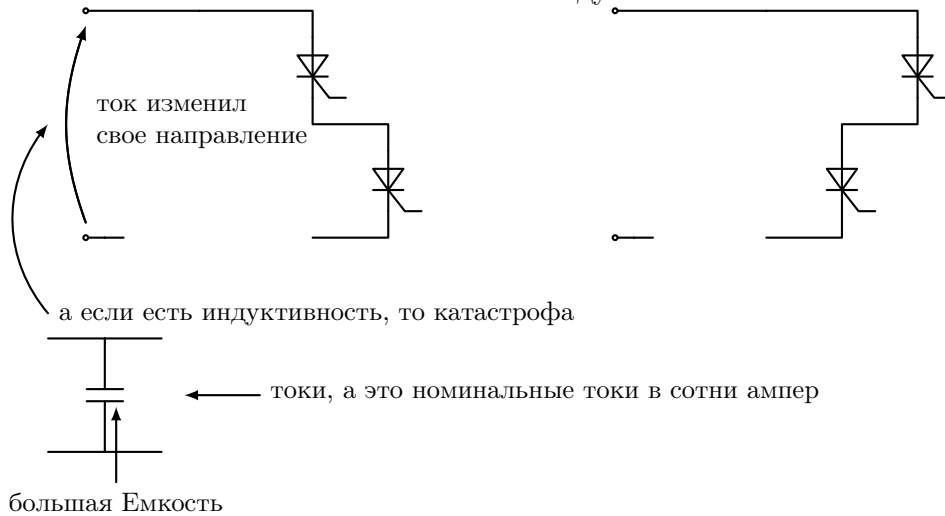 ток изменил
свое направление
а если есть индуктивность, то катастрофа
токи, а это номинальные токи в сотни ампер
большая Емкость